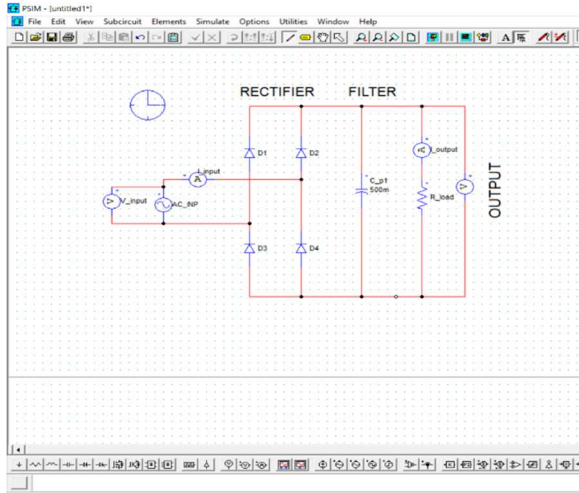 PSIM - [untitled1*]
File Edit View Subcircuit Elements Simulate Options Utilities Window Help
RECTIFIER FILTER
D1 D2
I_output
I_input
A
C_p1
500m
V_input
AC_INP
R_load
OUTPUT
D3 D4